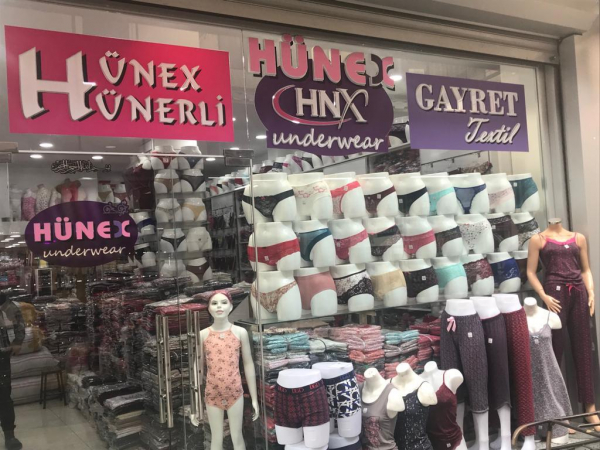 HÜNEX
HÜNERLİ
HÜNEX
HNX
underwear
GAYRET
Textil
HÜNEX
underwear